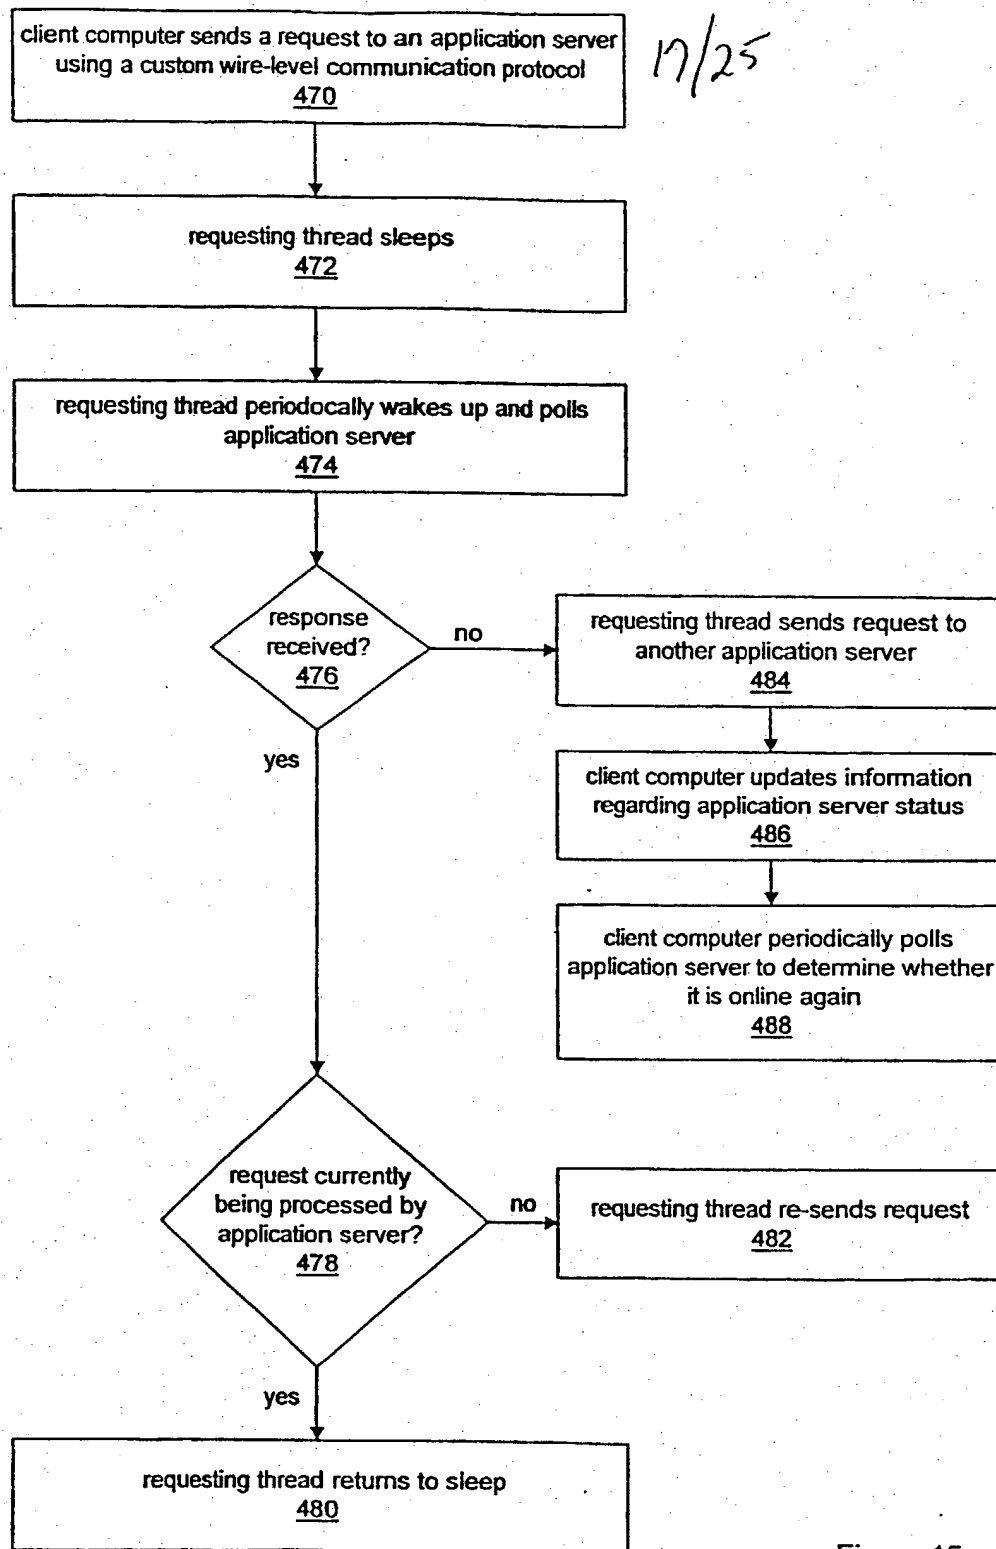 client computer sends a request to an application server
using a custom wire-level communication protocol
470
17/25
requesting thread sleeps
472
requesting thread periodocally wakes up and polls
application server
474
response
received?
476
no
requesting thread sends request to
another application server
484
yes
client computer updates information
regarding application server status
486
client computer periodically polls
application server to determine whether
it is online again
488
request currently
being processed by
application server?
478
no
requesting thread re-sends request
482
yes
requesting thread returns to sleep
480